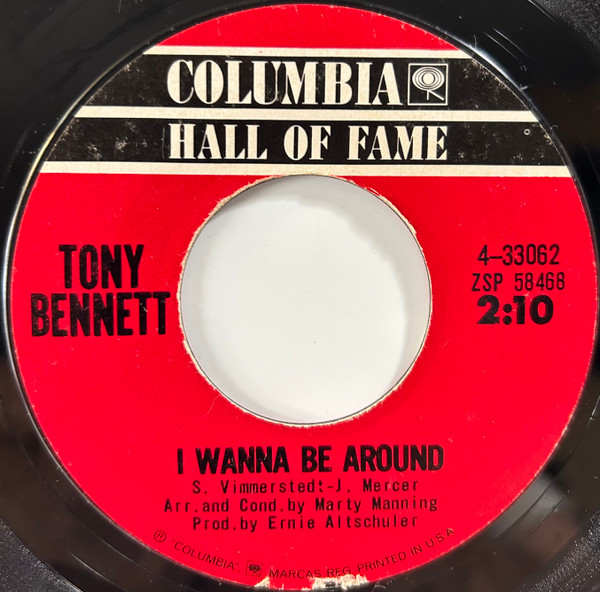 COLUMBIA
HALL OF FAME
TONY
BENNETT
4-33062
ZSP 58468
2:10
I WANNA BE AROUND
S. Vimmerstedt-J. Mercer
Arr.and Cond.by Marty Manning
Prod.by Ernie Altschuler
® "COLUMBIA" MARCAS REG. PRINTED IN U.S.A.